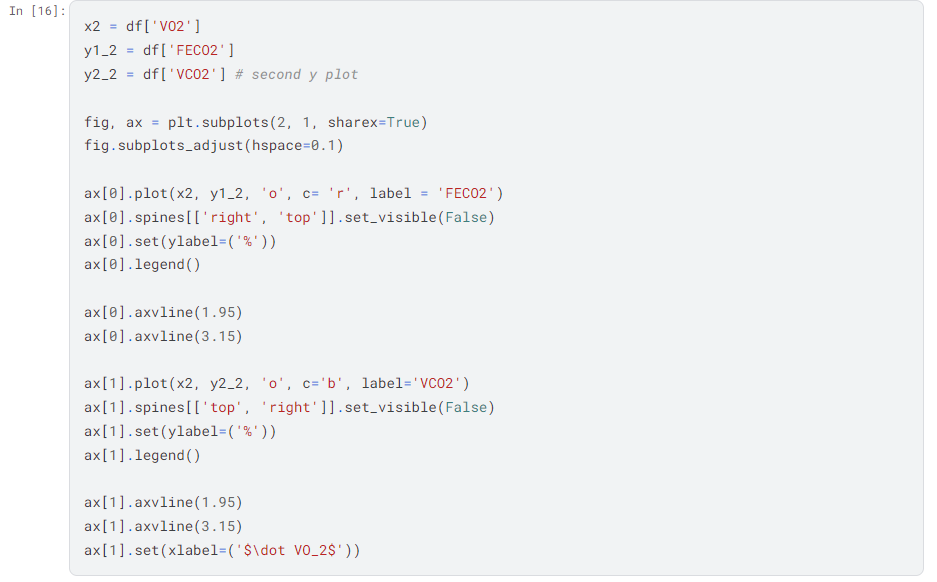 In [16]:
x2 = df['VO2']
y1_2 = df['FECO2']
y2_2 = df['VCO2'] # second y plot
fig, ax = plt.subplots(2, 1, sharex=True)
fig.subplots_adjust(hspace=0.1)
ax[0].plot(x2, y1_2, 'o', c= 'r', label = 'FECO2')
ax[0].spines[['right', 'top']].set_visible(False)
ax[0].set(ylabel=('%'))
ax[0].legend()
ax[0].axvline(1.95)
ax[0].axvline(3.15)
ax[1].plot(x2, y2_2, 'o', c='b', label='VCO2')
ax[1].spines[['top', 'right']].set_visible(False)
ax[1].set(ylabel=('%'))
ax[1].legend()
ax[1].axvline(1.95)
ax[1].axvline(3.15)
ax[1].set(xlabel=('$\dot VO_2$'))